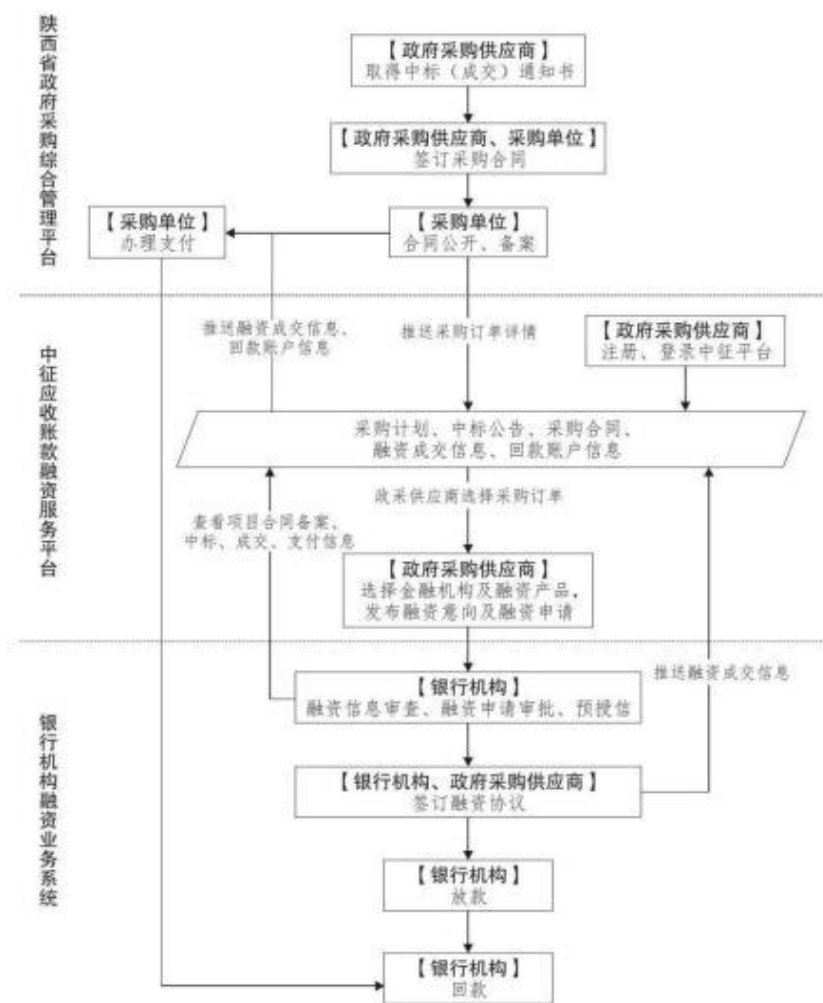 陕西省政府采购综合管理平台
【政府采购供应商】
取得中标（成交）通知书
【政府采购供应商、采购单位】
签订采购合同
【采购单位】
办理支付
【采购单位】
合同公开、备案
中征应收账款融资服务平台
推送融资成交信息、
回款账户信息
推送采购订单详情
【政府采购供应商】
注册、登录中征平台
采购计划、中标公告、采购合同、
融资成交信息、回款账户信息
政采供应商选择采购订单
查看项目合同备案、
中标、成交、支付信息
【政府采购供应商】
选择金融机构及融资产品，
发布融资意向及融资申请
银行机构融资业务系统
推送融资成交信息
【银行机构】
融资信息审查、融资申请审批、预授信
【银行机构、政府采购供应商】
签订融资协议
【银行机构】
放款
【银行机构】
回款